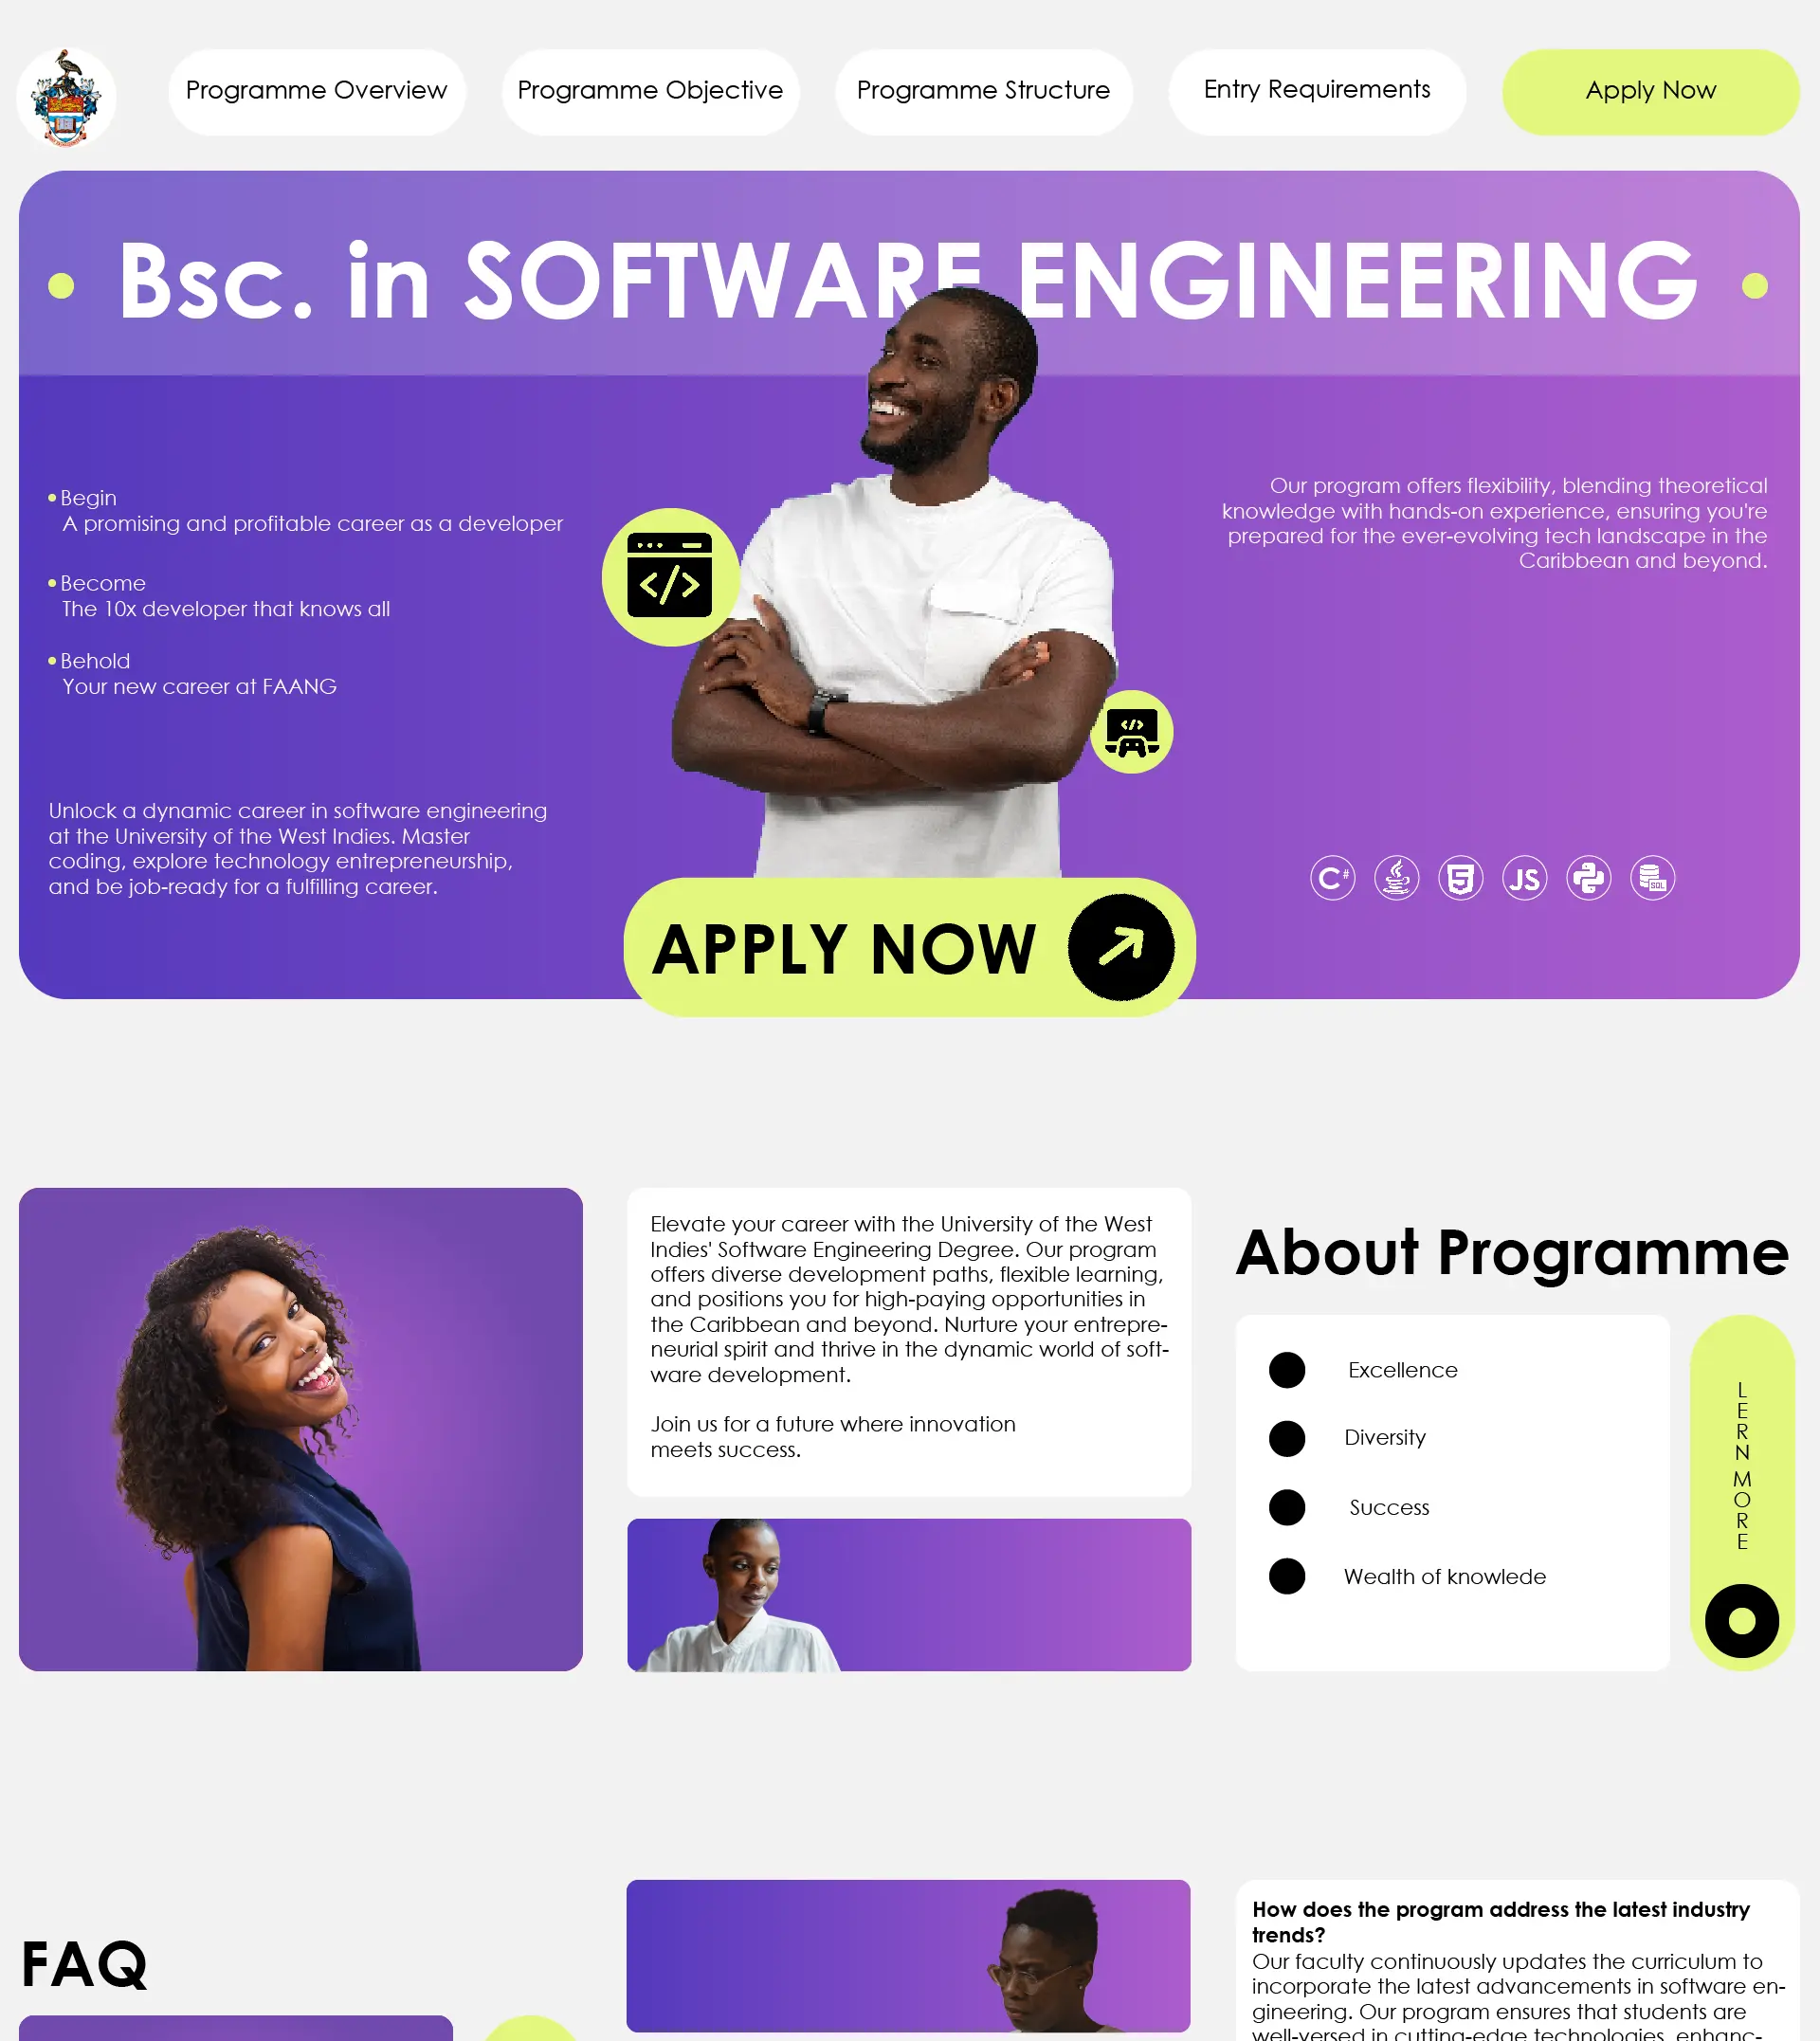 Programme Overview
Programme Objective
Programme Structure
Entry Requirements
Apply Now
Bsc. in SOFTWARE ENGINEERING
Begin
A promising and profitable career as a developer
Become
The 10x developer that knows all
Behold
Your new career at FAANG
Unlock a dynamic career in software engineering
at the University of the West Indies. Master
coding, explore technology entrepreneurship,
and be job-ready for a fulfilling career.
</>
</>
Our program offers flexibility, blending theoretical
knowledge with hands-on experience, ensuring you're
prepared for the ever-evolving tech landscape in the
Caribbean and beyond.
C#
5
JS
SQL
APPLY NOW
Elevate your career with the University of the West
Indies' Software Engineering Degree. Our program
offers diverse development paths, flexible learning,
and positions you for high-paying opportunities in
the Caribbean and beyond. Nurture your entrepre-
neurial spirit and thrive in the dynamic world of soft-
ware development.
Join us for a future where innovation
meets success.
About Programme
Excellence
Diversity
Success
Wealth of knowlede
LERN MORE
FAQ
How does the program address the latest industry
trends?
Our faculty continuously updates the curriculum to
incorporate the latest advancements in software en-
gineering. Our program ensures that students are
well-versed in cutting-edge technologies, enhanc-